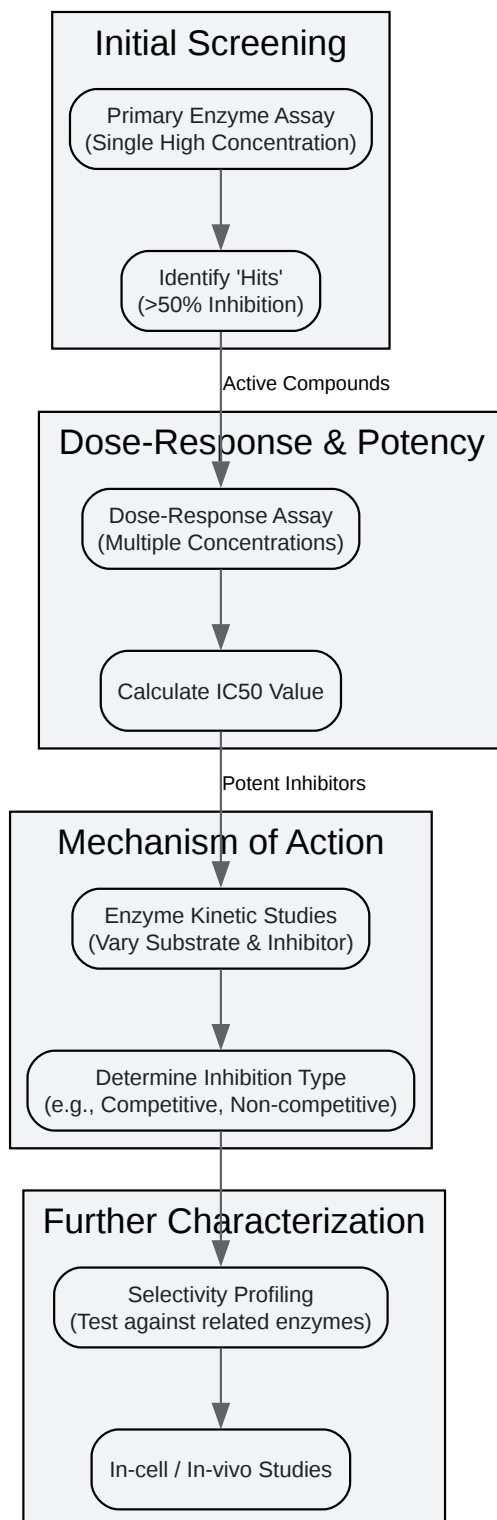 Initial Screening
Primary Enzyme Assay
(Single High Concentration)
Identify 'Hits'
(>50% Inhibition)
Active Compounds
Dose-Response & Potency
Dose-Response Assay
(Multiple Concentrations)
Calculate IC50 Value
Potent Inhibitors
Mechanism of Action
Enzyme Kinetic Studies
(Vary Substrate & Inhibitor)
Determine Inhibition Type
(e.g., Competitive, Non-competitive)
Further Characterization
Selectivity Profiling
(Test against related enzymes)
In-cell / In-vivo Studies